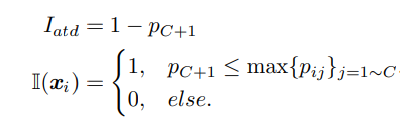 I_{atd} = 1 − p_{C+1}
𝕀(x_i) = { 1, p_{C+1} ≤ max{p_{ij}}_{j=1∼C}
0, else.